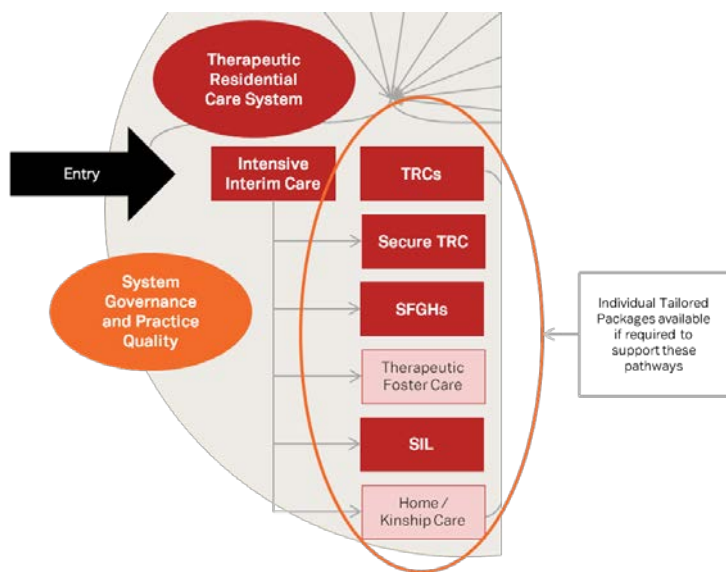 Therapeutic
Residential
Care System
Entry
Intensive
Interim Care
TRCs
Secure TRC
System
Governance
and Practice
Quality
SFGHs
Individual Tailored
Packages available
if required to
support these
pathways
Therapeutic
Foster Care
SIL
Home /
Kinship Care